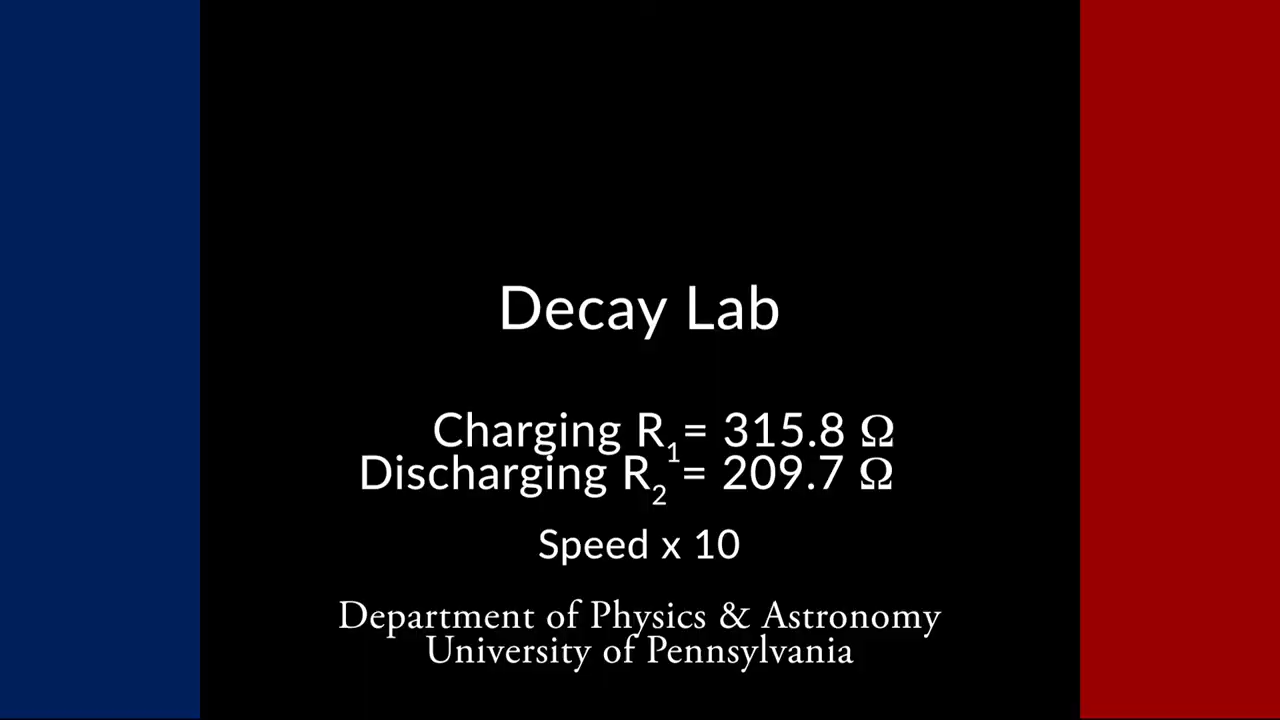 Decay Lab
Charging R₁= 315.8 Ω
Discharging R₂ = 209.7 Ω
Speed x 10
Department of Physics & Astronomy
University of Pennsylvania